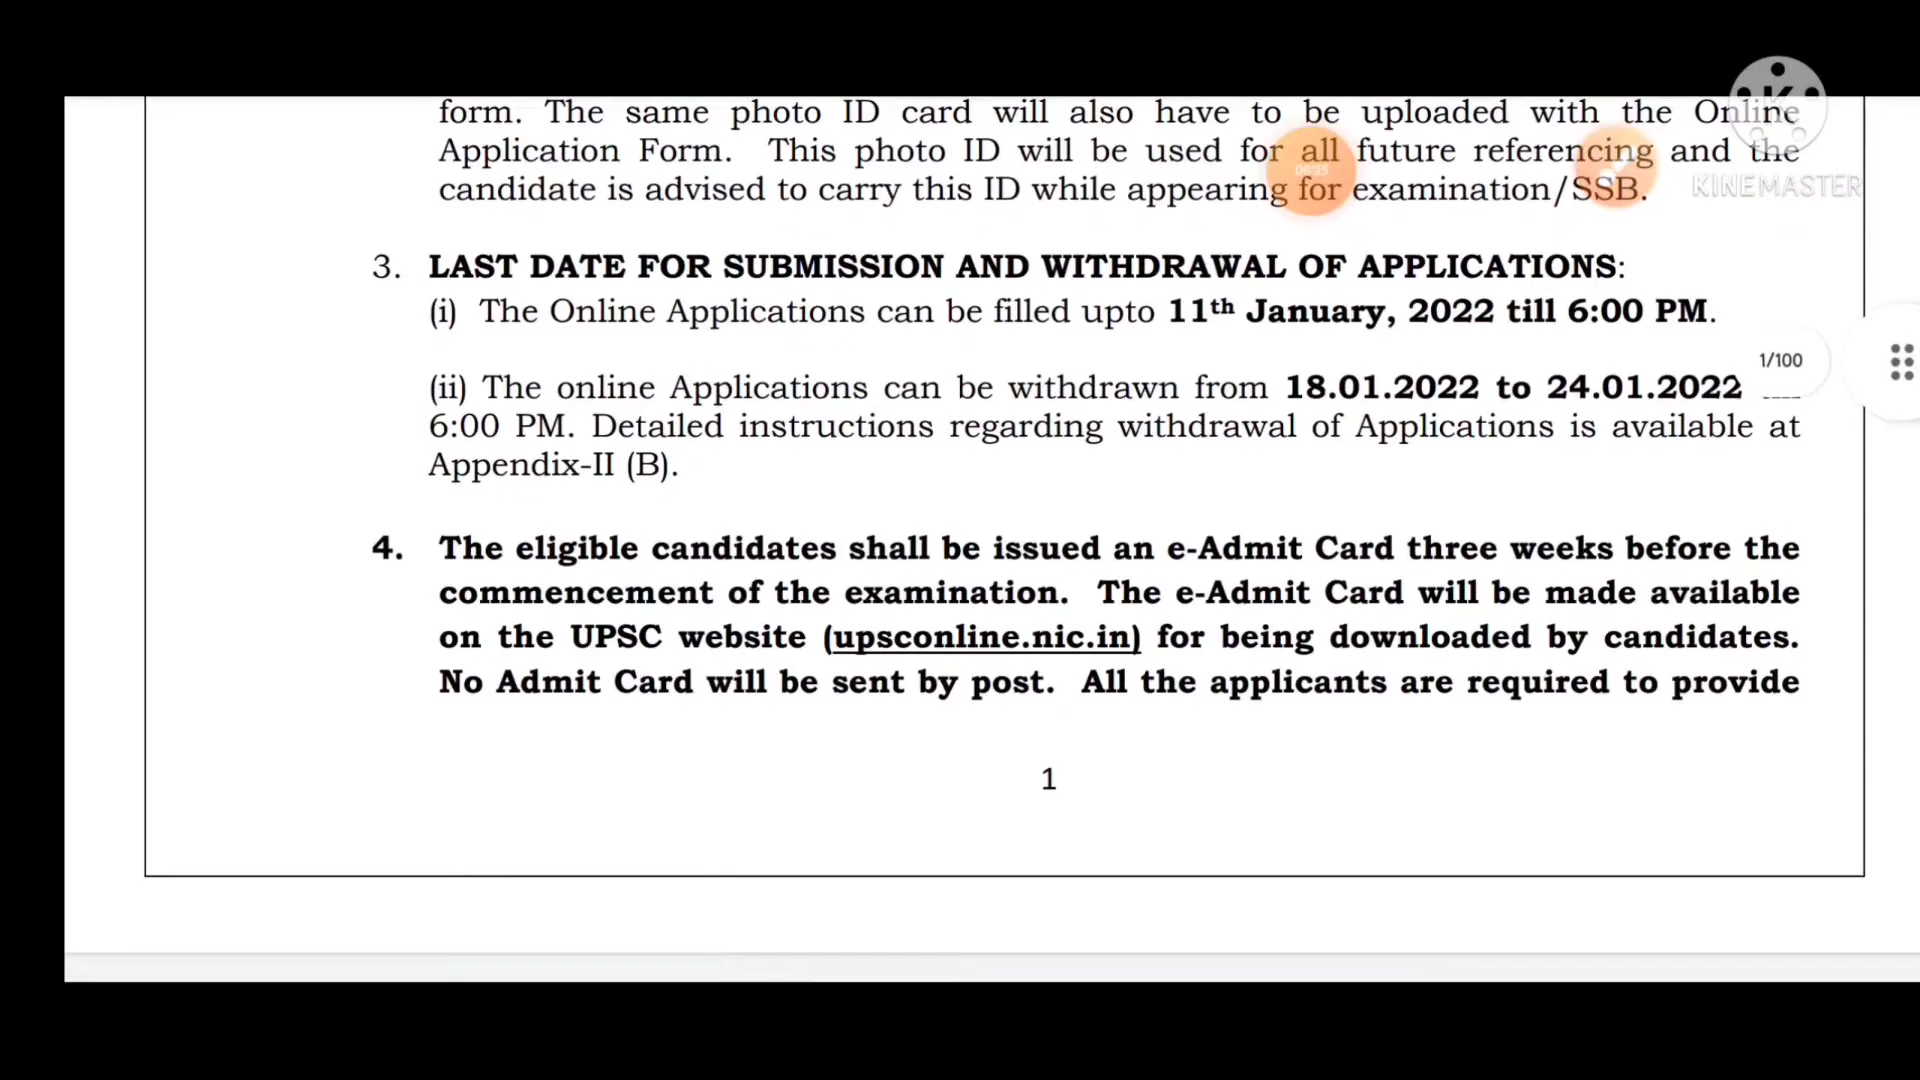 form. The same photo ID card will also have to be uploaded with the Online
Application Form. This photo ID will be used for all future referencing and the
candidate is advised to carry this ID while appearing for examination/SSB.
KINEMASTER
3. LAST DATE FOR SUBMISSION AND WITHDRAWAL OF APPLICATIONS:
(i) The Online Applications can be filled upto 11th January, 2022 till 6:00 PM.
1/100
(ii) The online Applications can be withdrawn from 18.01.2022 to 24.01.2022
6:00 PM. Detailed instructions regarding withdrawal of Applications is available at
Appendix-II (B).
4. The eligible candidates shall be issued an e-Admit Card three weeks before the
commencement of the examination. The e-Admit Card will be made available
on the UPSC website (upsconline.nic.in) for being downloaded by candidates.
No Admit Card will be sent by post. All the applicants are required to provide
1